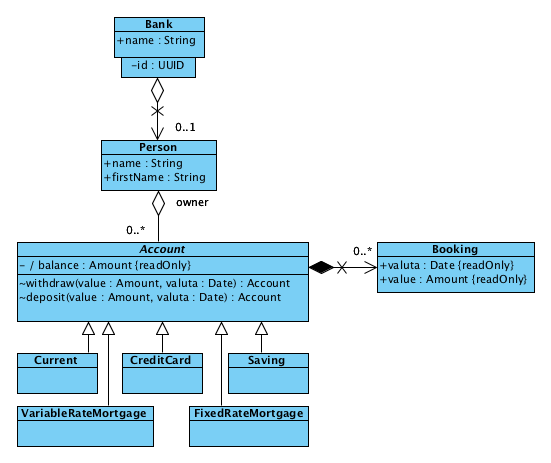 Bank
+name : String
-id : UUID
0..1
Person
+name : String
+firstName : String
owner
0..*
Account
- / balance : Amount {readOnly}
~withdraw(value : Amount, valuta : Date) : Account
~deposit(value : Amount, valuta : Date) : Account
0..*
Booking
+valuta : Date {readOnly}
+value : Amount {readOnly}
Current
CreditCard
Saving
VariableRateMortgage
FixedRateMortgage